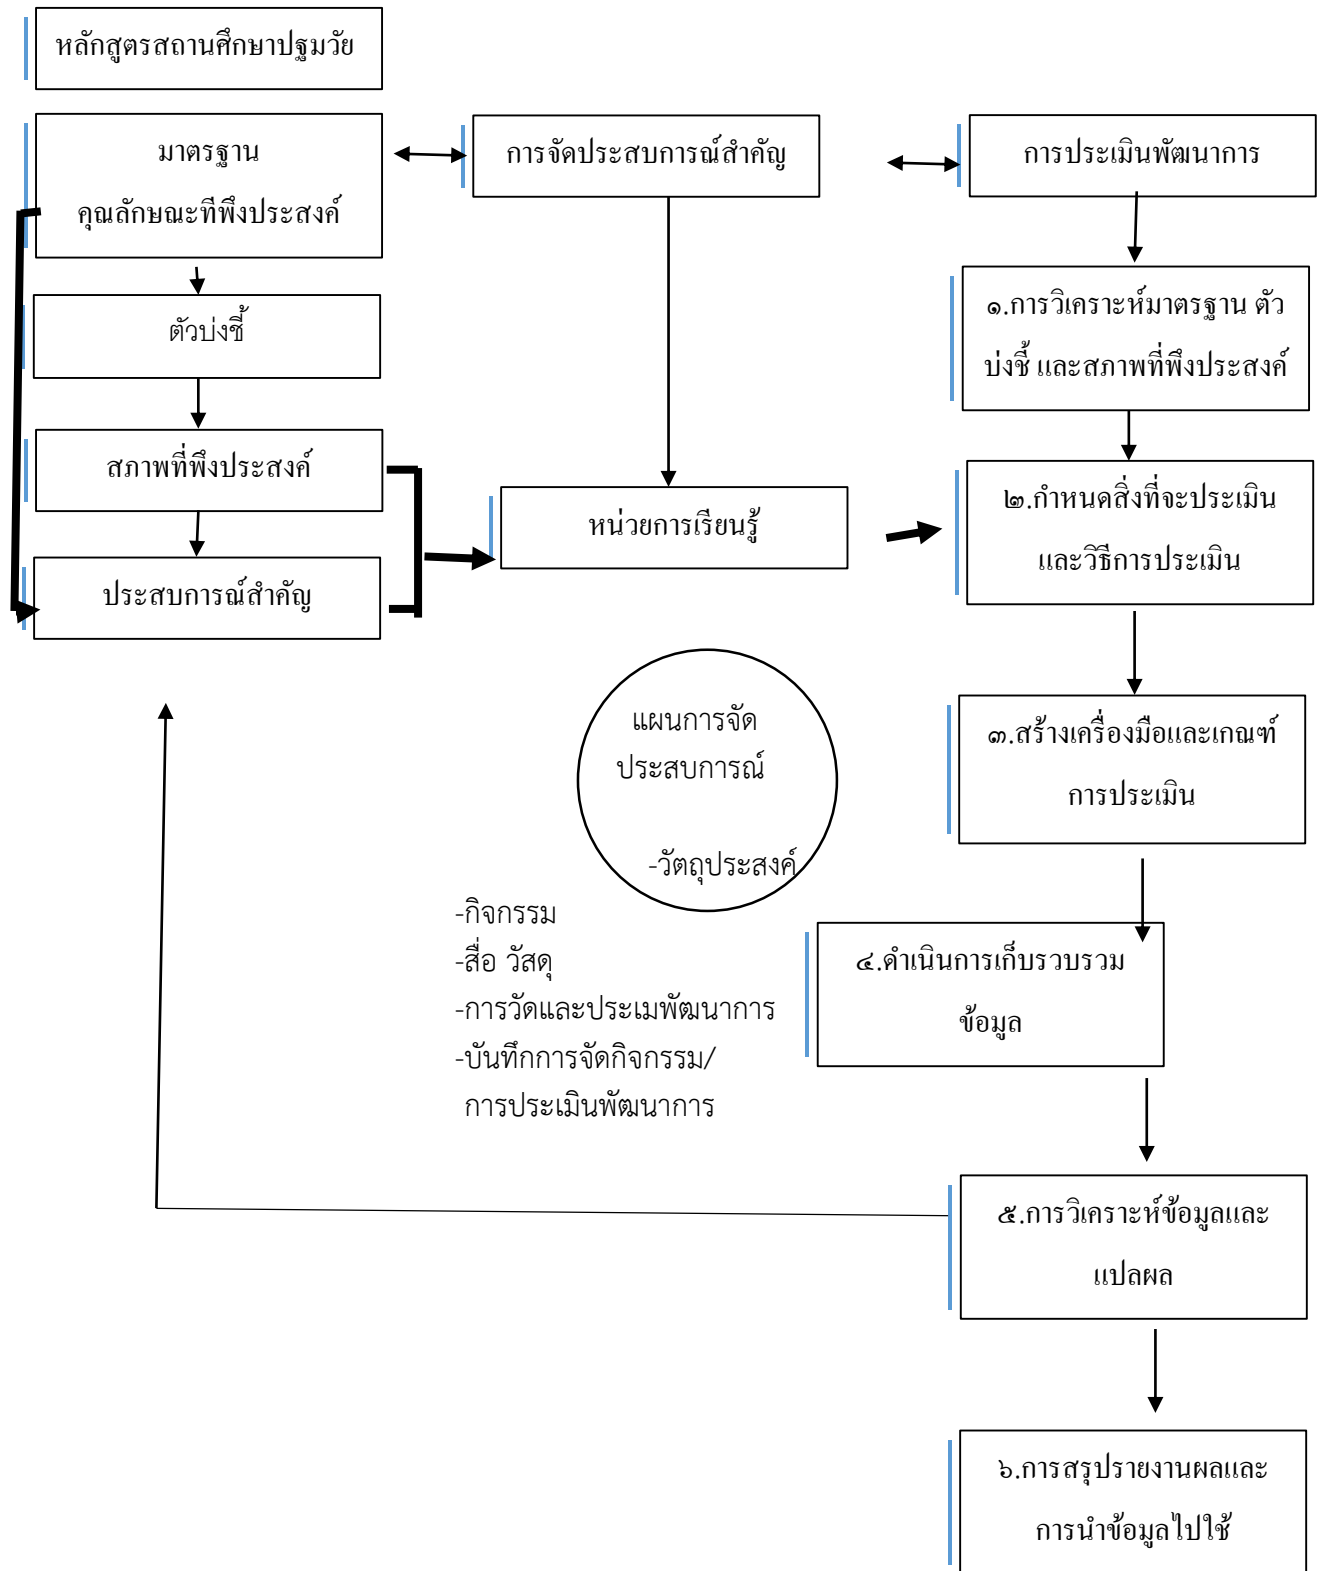 หลักสูตรสถานศึกษาปฐมวัย
มาตรฐาน
คุณลักษณะทีพึงประสงค์
การจัดประสบการณ์สำคัญ
การประเมินพัฒนาการ
ตัวบ่งชี้
สภาพที่พึงประสงค์
ประสบการณ์สำคัญ
หน่วยการเรียนรู้
แผนการจัด
ประสบการณ์
-วัตถุประสงค์
-กิจกรรม
-สื่อ วัสดุ
-การวัดและประเมพัฒนาการ
-บันทึกการจัดกิจกรรม/
การประเมินพัฒนาการ
๑.การวิเคราะห์มาตรฐาน ตัว
บ่งชี้ และสภาพที่พึงประสงค์
๒.กำหนดสิ่งที่จะประเมิน
และวิธีการประเมิน
๓.สร้างเครื่องมือและเกณฑ์
การประเมิน
๔.ดำเนินการเก็บรวบรวม
ข้อมูล
๕.การวิเคราะห์ข้อมูลและ
แปลผล
๖.การสรุปรายงานผลและ
การนำข้อมูลไปใช้